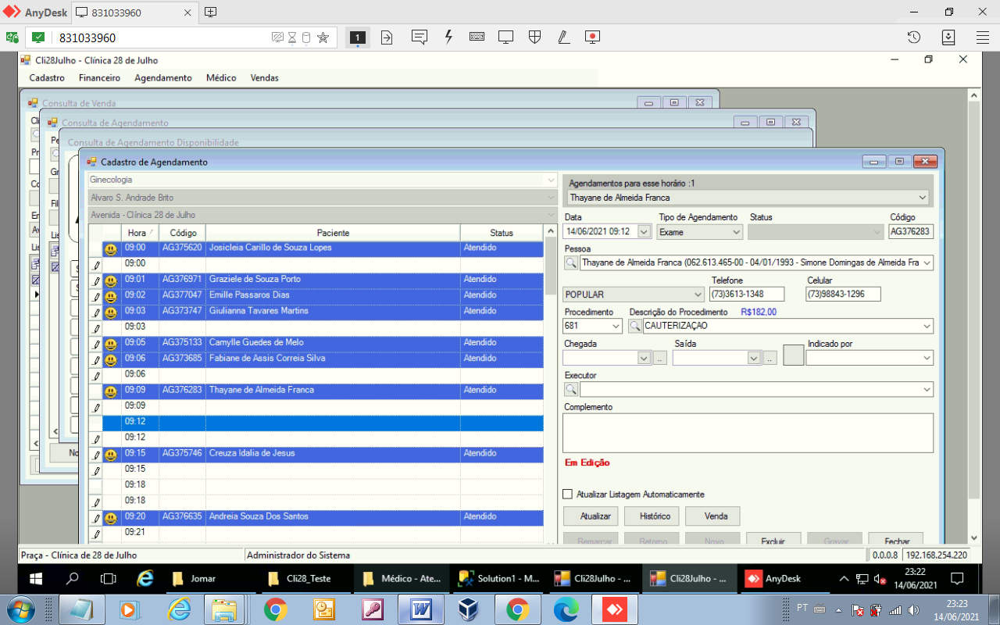 AnyDesk 831033960
831033960 1
Cli28Julho - Clínica 28 de Julho
Cadastro Financeiro Agendamento Médico Vendas
Consulta de Venda
Consulta de Agendamento
Consulta de Agendamento Disponibilidade
Cadastro de Agendamento
Ginecologia
Alvaro S. Andrade Brito
Avenida - Clínica 28 de Julho
Hora Código Paciente Status
09:00 AG375620 Josicleia Carillo de Souza Lopes Atendido
09:00
09:01 AG376971 Graziele de Souza Porto Atendido
09:02 AG377047 Emille Passaros Dias Atendido
09:03 AG373747 Giulianna Tavares Martins Atendido
09:03
09:05 AG375133 Camylle Guedes de Melo Atendido
09:06 AG373685 Fabiane de Assis Correia Silva Atendido
09:06
09:09 AG376283 Thayane de Almeida Franca Atendido
09:09
09:12
09:12
09:15 AG375746 Creuza Idalia de Jesus Atendido
09:15
09:18
09:18
09:20 AG376635 Andreia Souza Dos Santos Atendido
09:21
Agendamentos para esse horário :1
Thayane de Almeida Franca
Data Tipo de Agendamento Status Código
14/06/2021 09:12 Exame AG376283
Pessoa
Thayane de Almeida Franca (062.613.465-00 - 04/01/1993 - Simone Domingas de Almeida Fra
Telefone Celular
POPULAR (73)3613-1348 (73)98843-1296
Procedimento Descrição do Procedimento R$182,00
681 CAUTERIZAÇAO
Chegada Saída Indicado por
.. ..
Executor
Complemento
Em Edição
Atualizar Listagem Automaticamente
Atualizar Histórico Venda
Remarcar Retorno Novo Excluir Gravar Fechar
Praça - Clínica de 28 de Julho Administrador do Sistema 0.0.0.8 192.168.254.220
Jomar Cli28_Teste Médico - Ate... Solution1 - M... Cli28Julho - ... Cli28Julho - ... AnyDesk 23:22
14/06/2021
PT 23:23
14/06/2021